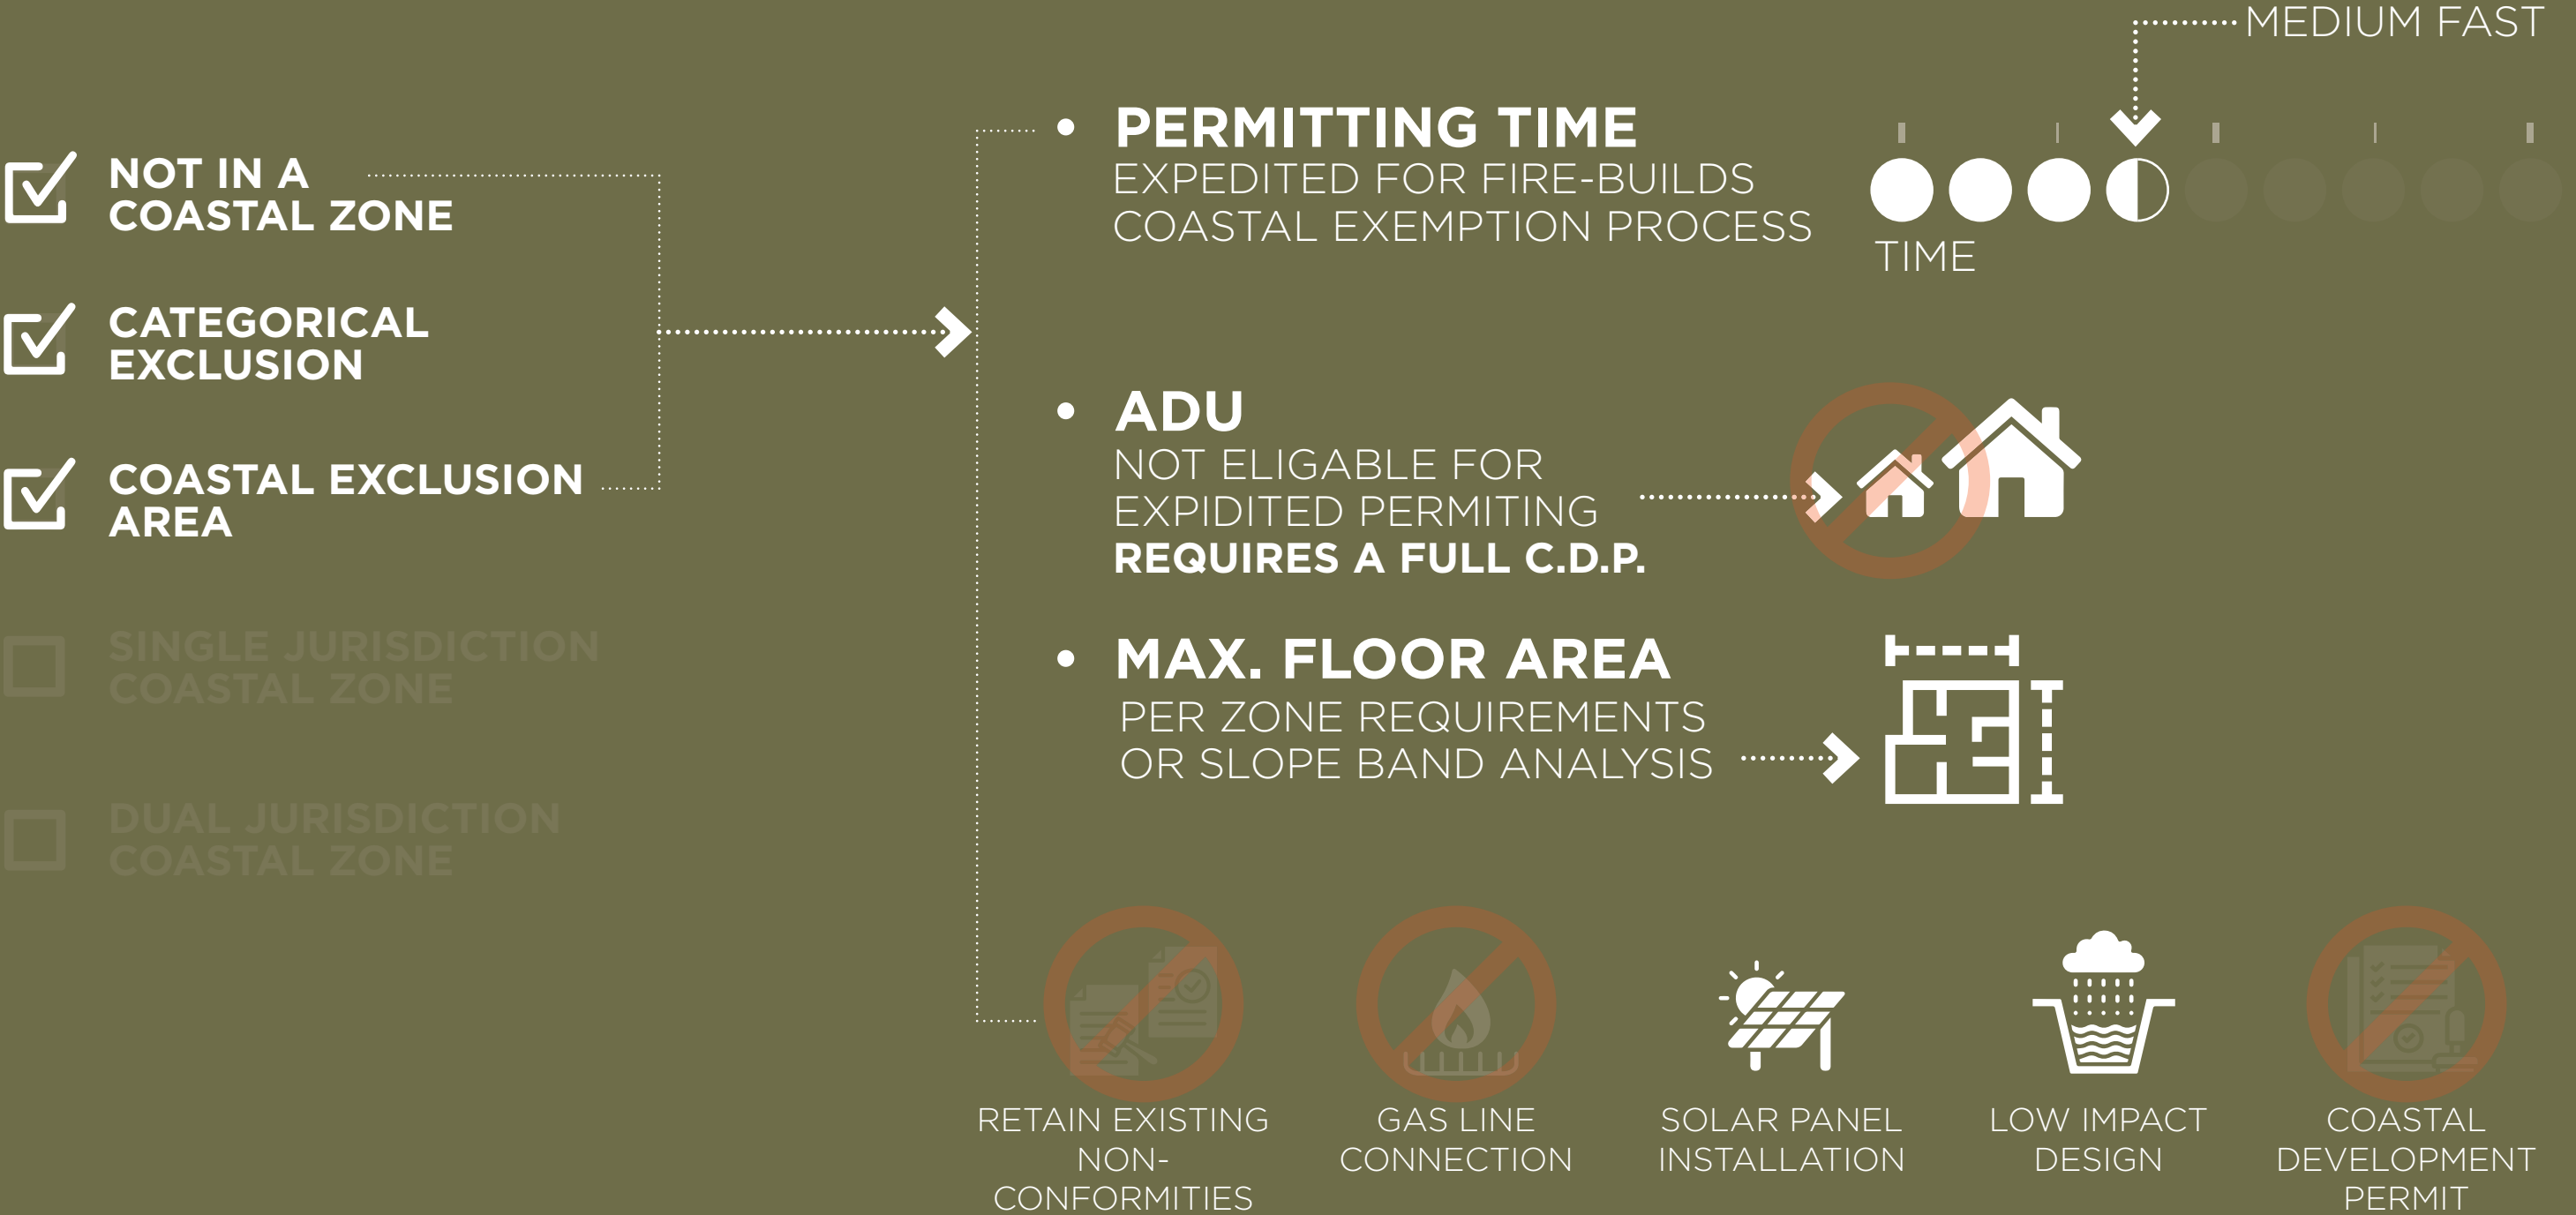 MEDIUM FAST
NOT IN A
COASTAL ZONE
CATEGORICAL
EXCLUSION
COASTAL EXCLUSION
AREA
SINGLE JURISDICTION
COASTAL ZONE
DUAL JURISDICTION
COASTAL ZONE
• PERMITTING TIME
EXPEDITED FOR FIRE-BUILDS
COASTAL EXEMPTION PROCESS
TIME
• ADU
NOT ELIGABLE FOR
EXPIDITED PERMITING
REQUIRES A FULL C.D.P.
• MAX. FLOOR AREA
PER ZONE REQUIREMENTS
OR SLOPE BAND ANALYSIS
RETAIN EXISTING
NON-
CONFORMITIES
GAS LINE
CONNECTION
SOLAR PANEL
INSTALLATION
LOW IMPACT
DESIGN
COASTAL
DEVELOPMENT
PERMIT